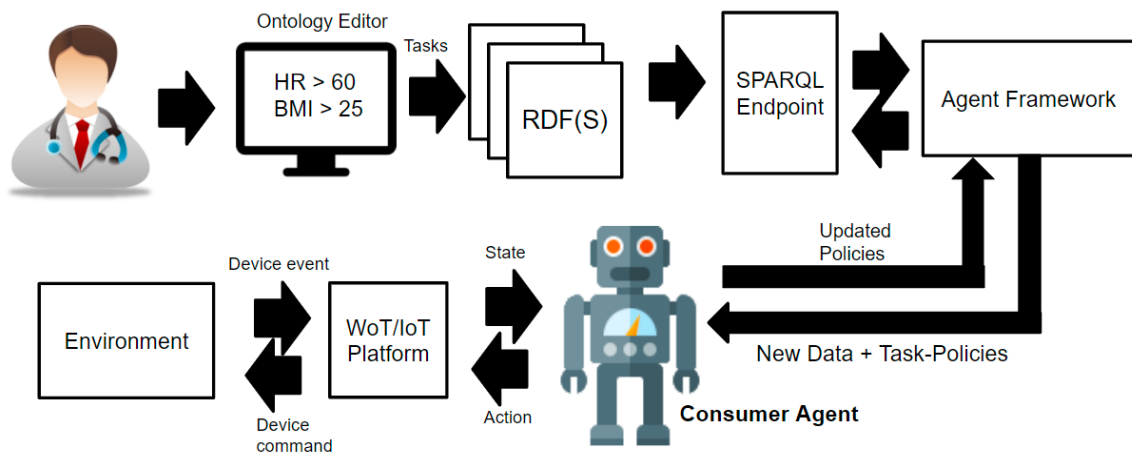 Ontology Editor
HR > 60
BMI > 25
Tasks
RDF(S)
SPARQL
Endpoint
Agent Framework
Updated
Policies
New Data + Task-Policies
Environment
Device event
Device
command
WoT/IoT
Platform
State
Action
Consumer Agent